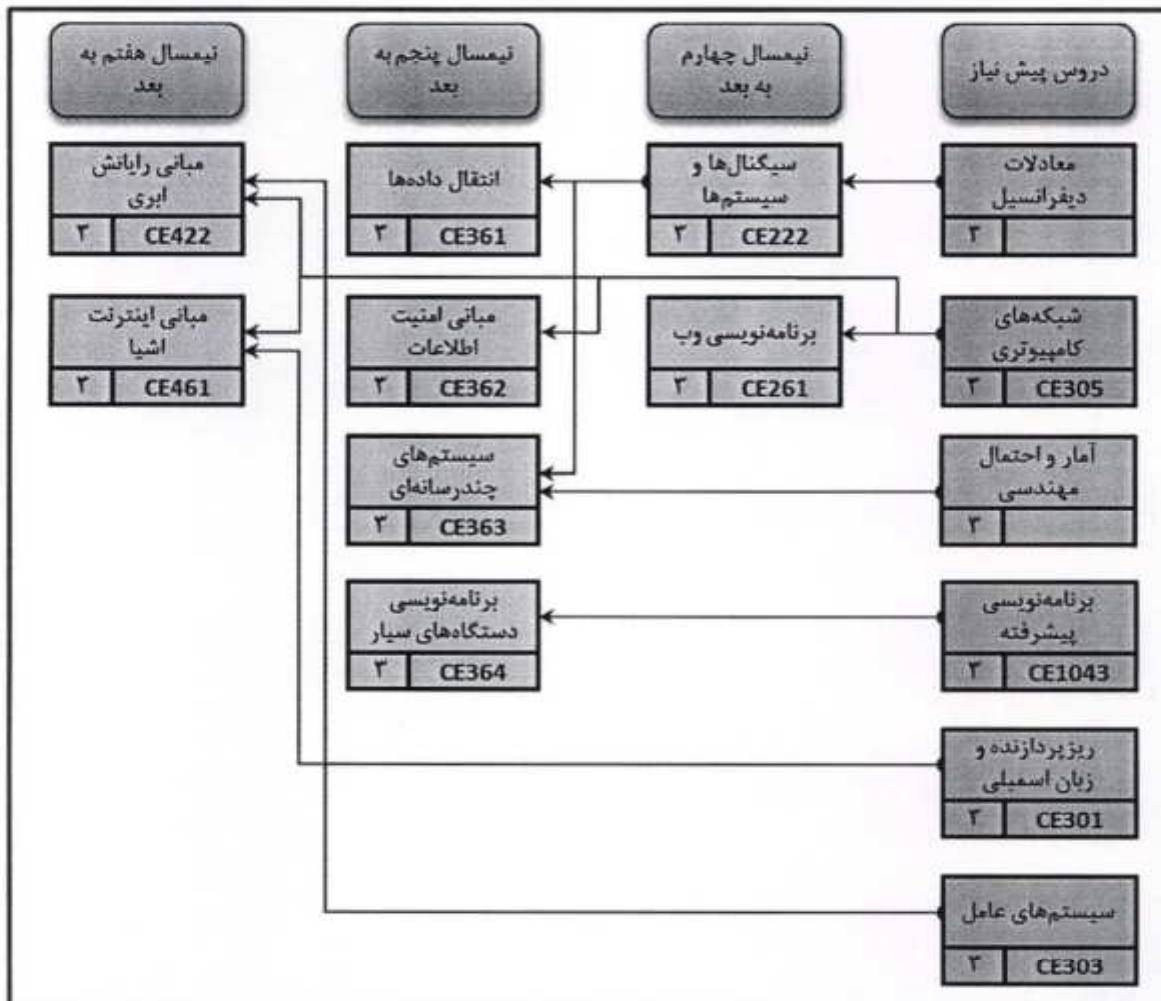 دروس پیش نیاز
نیمسال چهارم
به بعد
نیمسال پنجم به
بعد
نیمسال هفتم به
بعد
معادلات
دیفرانسیل
۳
سیگنال‌ها و
سیستم‌ها
CE222 ۳
انتقال داده‌ها
CE361 ۳
مبانی رایانش
ابری
CE422 ۳
شبکه‌های
کامپیوتری
CE305 ۳
برنامه‌نویسی وب
CE261 ۳
مبانی امنیت
اطلاعات
CE362 ۳
مبانی اینترنت
اشیا
CE461 ۳
آمار و احتمال
مهندسی
۳
سیستم‌های
چندرسانه‌ای
CE363 ۳
برنامه‌نویسی
پیشرفته
CE1043 ۳
برنامه‌نویسی
دستگاه‌های سیار
CE364 ۳
ریزپردازنده و
زبان اسمبلی
CE301 ۳
سیستم‌های عامل
CE303 ۳